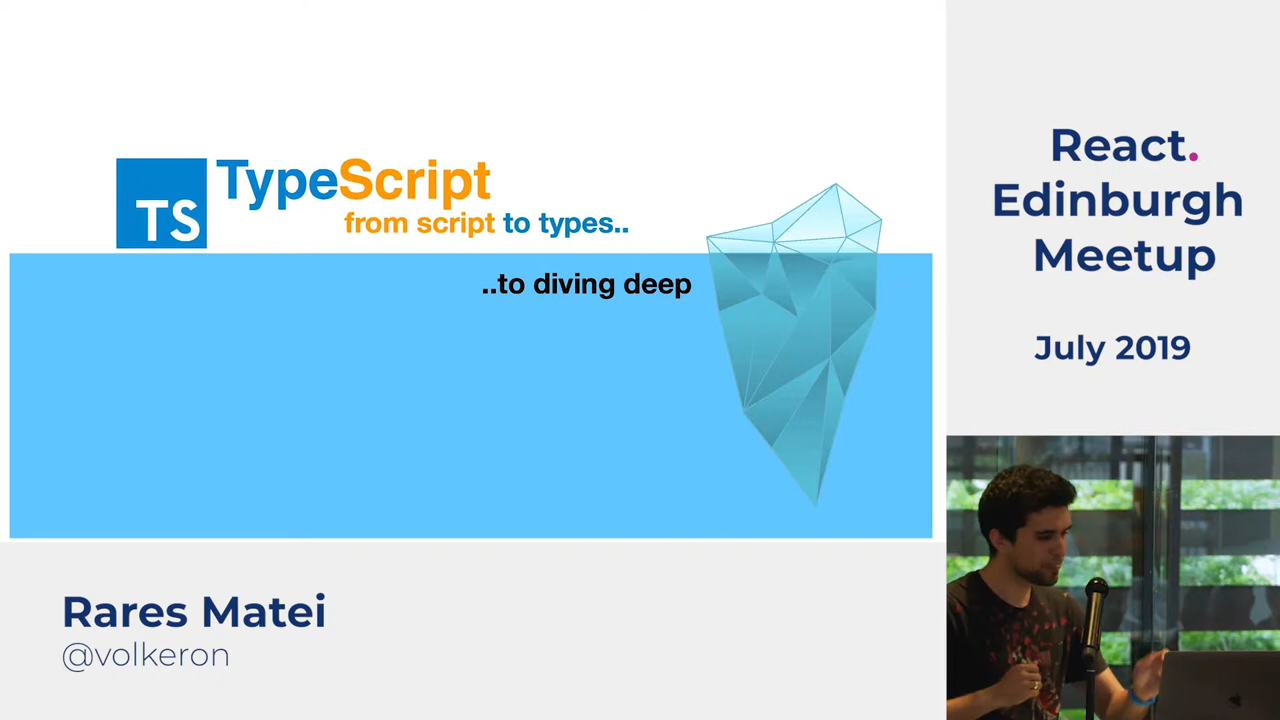 TS
TypeScript
from script to types..
..to diving deep
React.
Edinburgh
Meetup
July 2019
Rares Matei
@volkeron